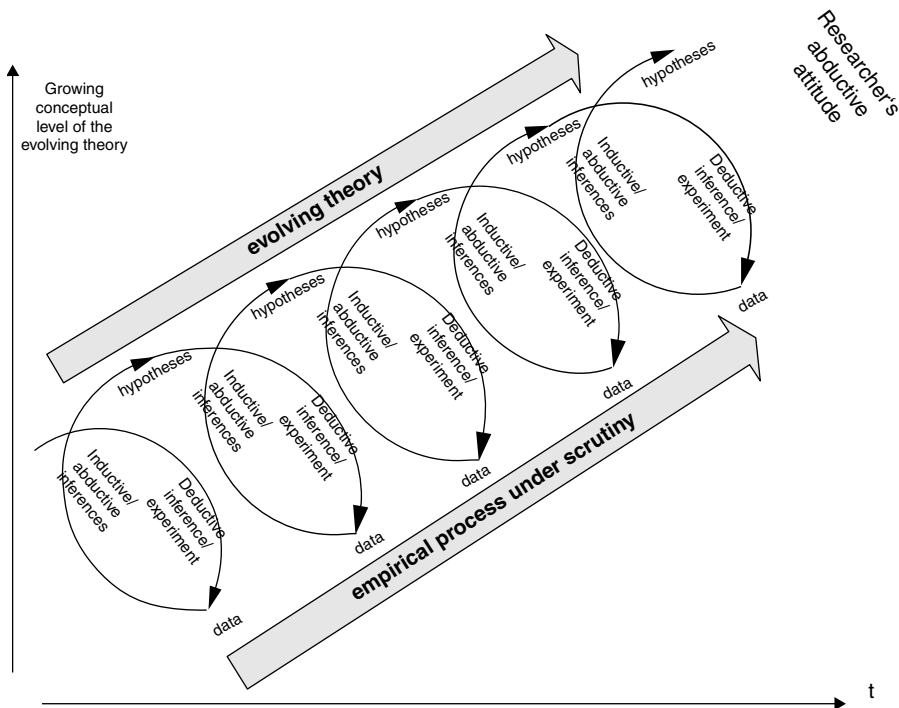 Researcher's
abductive
attitude
Growing
conceptual
level of the
evolving theory
evolving theory
hypotheses
Inductive/
abductive
inferences
Deductive
inference/
experiment
data
hypotheses
Inductive/
abductive
inferences
Deductive
inference/
experiment
data
hypotheses
Inductive/
abductive
inferences
Deductive
inference/
experiment
data
hypotheses
Inductive/
abductive
inferences
Deductive
inference/
experiment
data
hypotheses
Inductive/
abductive
inferences
Deductive
inference/
experiment
data
empirical process under scrutiny
t